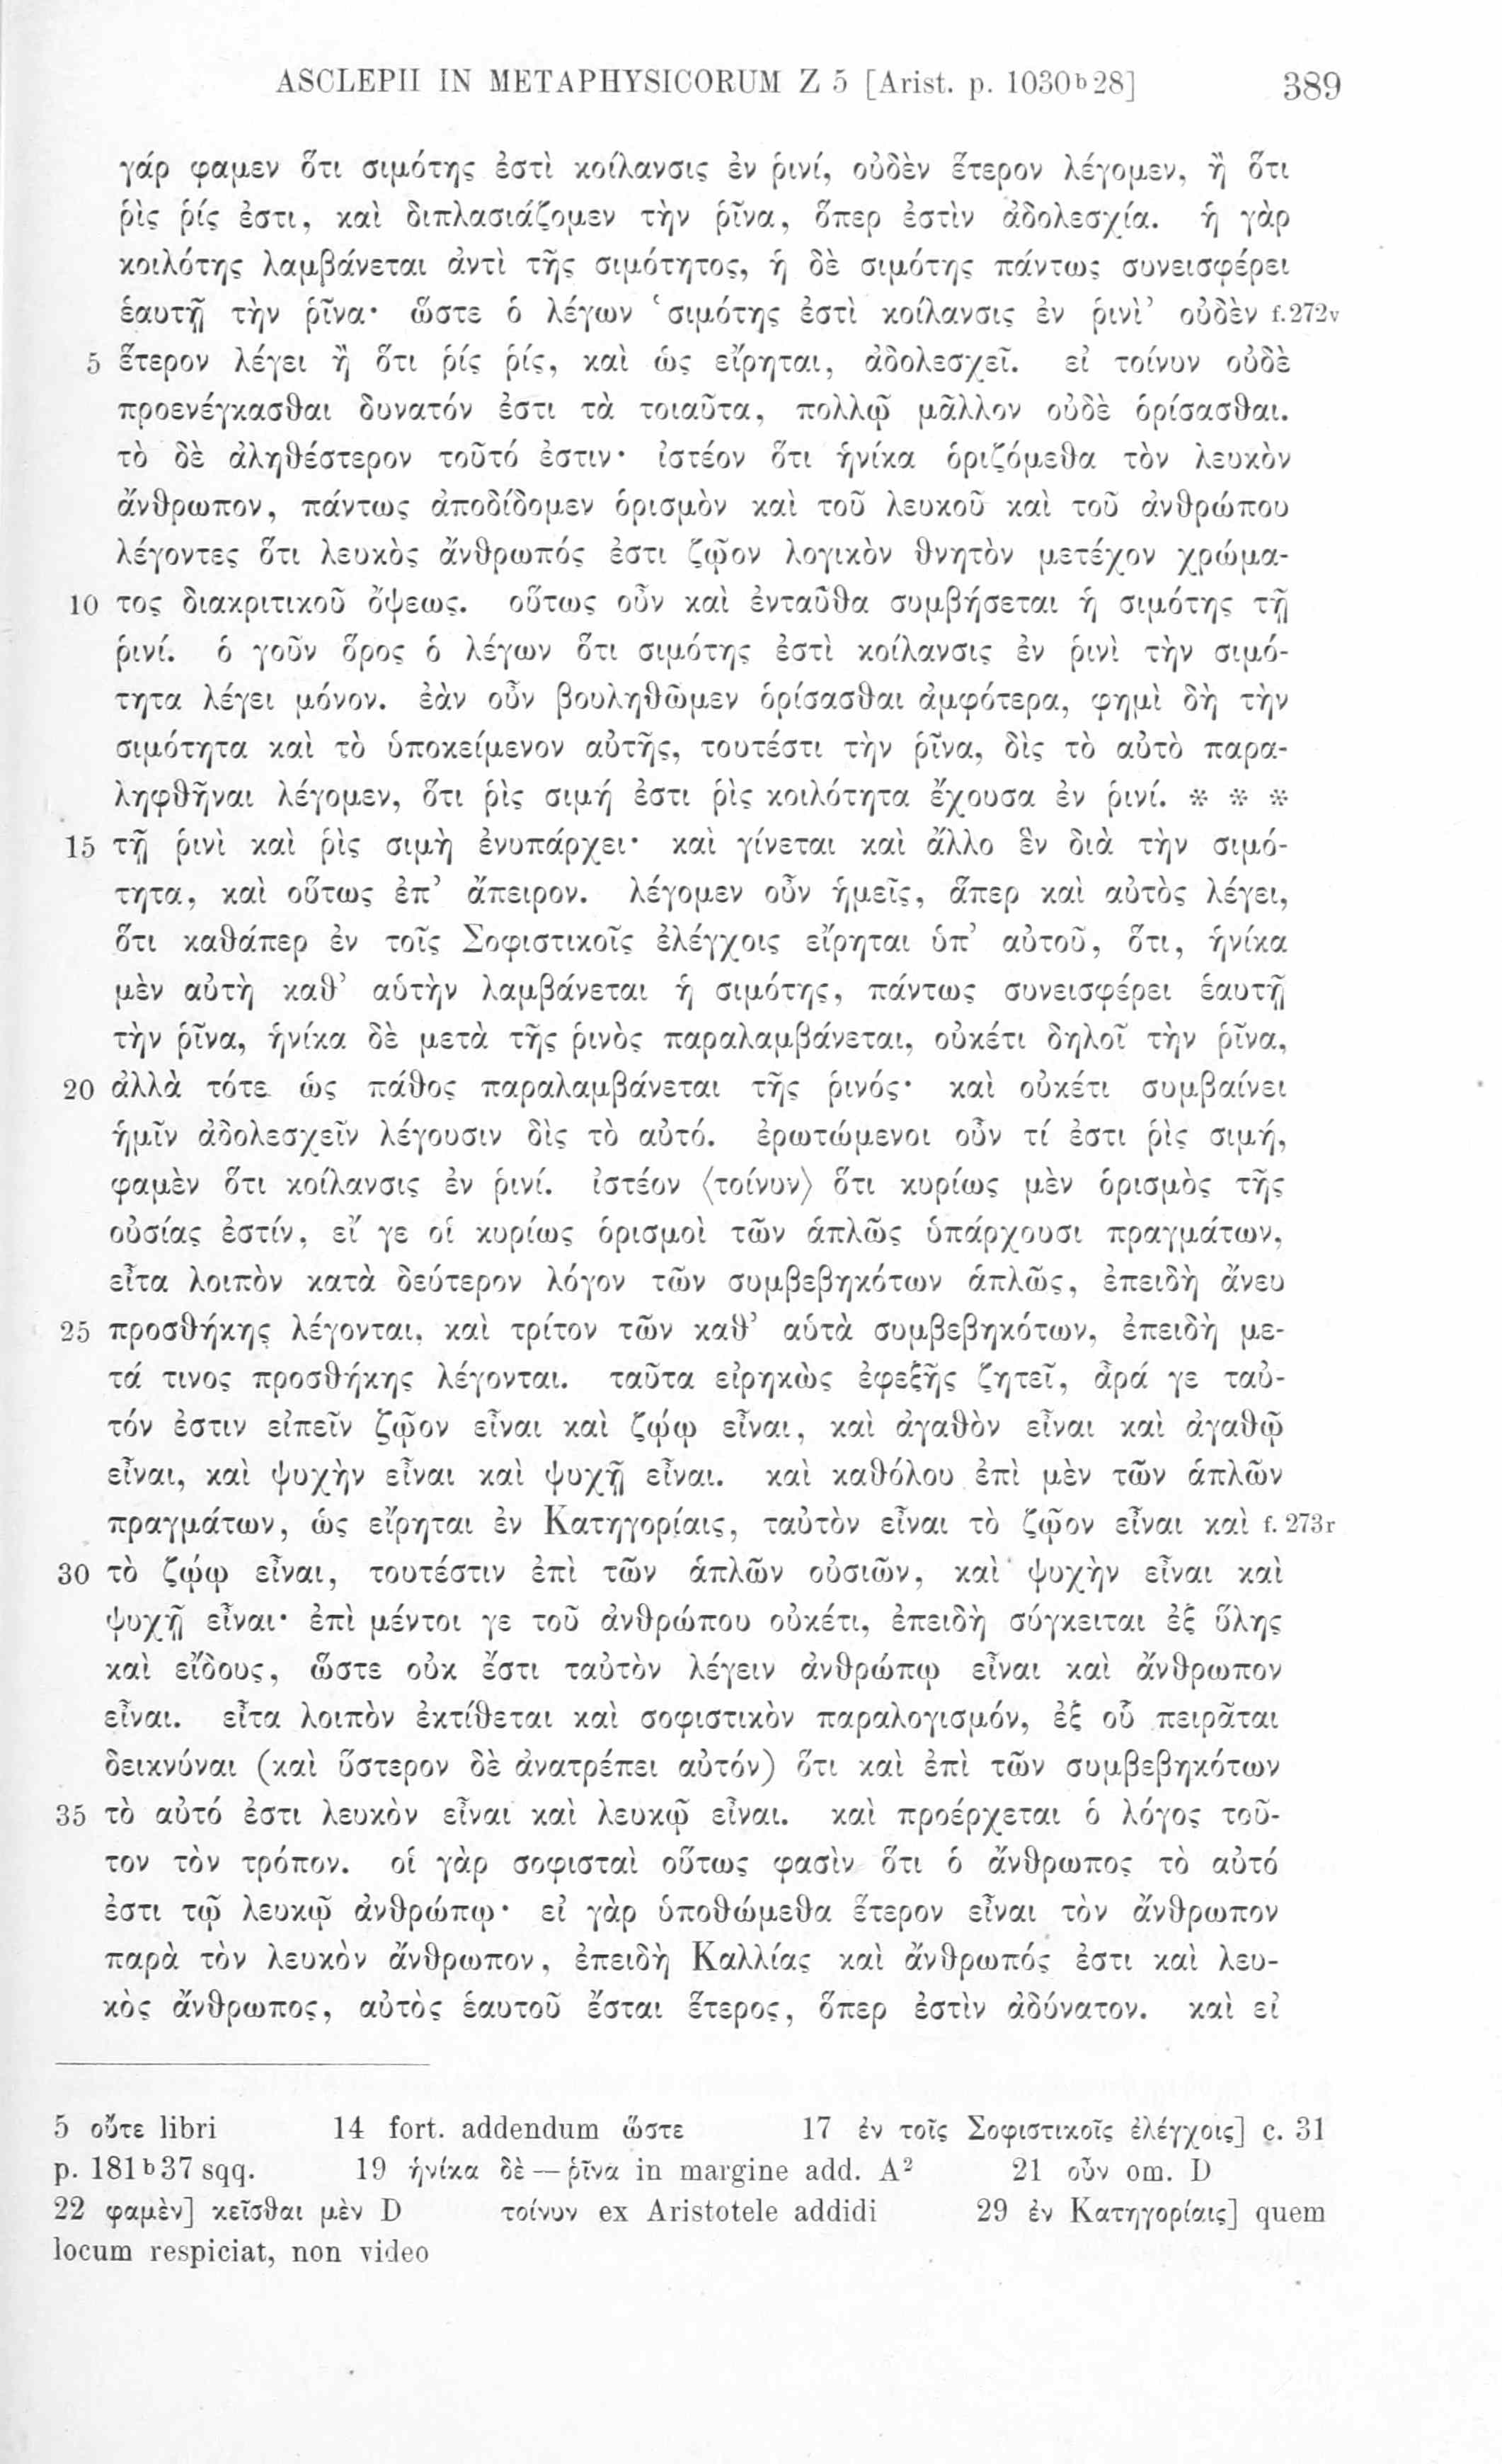 ASCLEPII IN METAPHYSICORUM Z 5 [Arist. p. 1030ᵇ28] 389
γάρ φαμεν ὅτι σιμότης ἐστὶ κοίλανσις ἐν ῥινί, οὐδὲν ἕτερον λέγομεν, ἢ ὅτι
ῥὶς ῥίς ἐστι, καὶ διπλασιάζομεν τὴν ῥῖνα, ὅπερ ἐστὶν ἀδολεσχία. ἡ γὰρ
κοιλότης λαμβάνεται ἀντὶ τῆς σιμότητος, ἡ δὲ σιμότης πάντως συνεισφέρει
ἑαυτῇ τὴν ῥῖνα· ὥστε ὁ λέγων ‘σιμότης ἐστὶ κοίλανσις ἐν ῥινὶ’ οὐδὲν f.272v
5 ἕτερον λέγει ἢ ὅτι ῥίς ῥίς, καὶ ὡς εἴρηται, ἀδολεσχεῖ. εἰ τοίνυν οὐδὲ
προενέγκασθαι δυνατόν ἐστι τὰ τοιαῦτα, πολλῷ μᾶλλον οὐδὲ ὁρίσασθαι.
τὸ δὲ ἀληθέστερον τοῦτό ἐστιν· ἰστέον ὅτι ἡνίκα ὁριζόμεθα τὸν λευκὸν
ἄνθρωπον, πάντως ἀποδίδομεν ὁρισμὸν καὶ τοῦ λευκοῦ καὶ τοῦ ἀνθρώπου
λέγοντες ὅτι λευκὸς ἄνθρωπός ἐστι ζῷον λογικὸν θνητὸν μετέχον χρώμα-
10 τος διακριτικοῦ ὄψεως. οὕτως οὖν καὶ ἐνταῦθα συμβήσεται ἡ σιμότης τῇ
ῥινί. ὁ γοῦν ὅρος ὁ λέγων ὅτι σιμότης ἐστὶ κοίλανσις ἐν ῥινὶ τὴν σιμό-
τητα λέγει μόνον. ἐὰν οὖν βουληθῶμεν ὁρίσασθαι ἀμφότερα, φημὶ δὴ τὴν
σιμότητα καὶ τὸ ὑποκείμενον αὐτῆς, τουτέστι τὴν ῥῖνα, δὶς τὸ αὐτὸ παρα-
ληφθῆναι λέγομεν, ὅτι ῥὶς σιμή ἐστι ῥὶς κοιλότητα ἔχουσα ἐν ῥινί. * * *
15 τῇ ῥινὶ καὶ ῥὶς σιμὴ ἐνυπάρχει· καὶ γίνεται καὶ ἄλλο ἓν διὰ τὴν σιμό-
τητα, καὶ οὕτως ἐπ’ ἄπειρον. λέγομεν οὖν ἡμεῖς, ἅπερ καὶ αὐτὸς λέγει,
ὅτι καθάπερ ἐν τοῖς Σοφιστικοῖς ἐλέγχοις εἴρηται ὑπ’ αὐτοῦ, ὅτι, ἡνίκα
μὲν αὐτὴ καθ’ αὑτὴν λαμβάνεται ἡ σιμότης, πάντως συνεισφέρει ἑαυτῇ
τὴν ῥῖνα, ἡνίκα δὲ μετὰ τῆς ῥινὸς παραλαμβάνεται, οὐκέτι δηλοῖ τὴν ῥῖνα,
20 ἀλλὰ τότε ὡς πάθος παραλαμβάνεται τῆς ῥινός· καὶ οὐκέτι συμβαίνει
ἡμῖν ἀδολεσχεῖν λέγουσιν δὶς τὸ αὐτό. ἐρωτώμενοι οὖν τί ἐστι ῥὶς σιμή,
φαμὲν ὅτι κοίλανσις ἐν ῥινί. ἰστέον ⟨τοίνυν⟩ ὅτι κυρίως μὲν ὁρισμὸς τῆς
οὐσίας ἐστίν, εἴ γε οἱ κυρίως ὁρισμοὶ τῶν ἁπλῶς ὑπάρχουσι πραγμάτων,
εἶτα λοιπὸν κατὰ δεύτερον λόγον τῶν συμβεβηκότων ἁπλῶς, ἐπειδὴ ἄνευ
25 προσθήκης λέγονται, καὶ τρίτον τῶν καθ’ αὑτὰ συμβεβηκότων, ἐπειδὴ με-
τά τινος προσθήκης λέγονται. ταῦτα εἰρηκὼς ἐφεξῆς ζητεῖ, ἆρά γε ταὐ-
τόν ἐστιν εἰπεῖν ζῷον εἶναι καὶ ζῴῳ εἶναι, καὶ ἀγαθὸν εἶναι καὶ ἀγαθῷ
εἶναι, καὶ ψυχὴν εἶναι καὶ ψυχῇ εἶναι. καὶ καθόλου ἐπὶ μὲν τῶν ἁπλῶν
πραγμάτων, ὡς εἴρηται ἐν Κατηγορίαις, ταὐτὸν εἶναι τὸ ζῷον εἶναι καὶ f. 273r
30 τὸ ζῴῳ εἶναι, τουτέστιν ἐπὶ τῶν ἁπλῶν οὐσιῶν, καὶ ψυχὴν εἶναι καὶ
ψυχῇ εἶναι· ἐπὶ μέντοι γε τοῦ ἀνθρώπου οὐκέτι, ἐπειδὴ σύγκειται ἐξ ὕλης
καὶ εἴδους, ὥστε οὐκ ἔστι ταὐτὸν λέγειν ἀνθρώπῳ εἶναι καὶ ἄνθρωπον
εἶναι. εἶτα λοιπὸν ἐκτίθεται καὶ σοφιστικὸν παραλογισμόν, ἐξ οὗ πειρᾶται
δεικνύναι (καὶ ὕστερον δὲ ἀνατρέπει αὐτόν) ὅτι καὶ ἐπὶ τῶν συμβεβηκότων
35 τὸ αὐτό ἐστι λευκὸν εἶναι καὶ λευκῷ εἶναι. καὶ προέρχεται ὁ λόγος τοῦ-
τον τὸν τρόπον. οἱ γὰρ σοφισταὶ οὕτως φασὶν ὅτι ὁ ἄνθρωπος τὸ αὐτό
ἐστι τῷ λευκῷ ἀνθρώπῳ· εἰ γὰρ ὑποθώμεθα ἕτερον εἶναι τὸν ἄνθρωπον
παρὰ τὸν λευκὸν ἄνθρωπον, ἐπειδὴ Καλλίας καὶ ἄνθρωπός ἐστι καὶ λευ-
κὸς ἄνθρωπος, αὐτὸς ἑαυτοῦ ἔσται ἕτερος, ὅπερ ἐστὶν ἀδύνατον. καὶ εἰ
5 οὔτε libri 14 fort. addendum ὥστε 17 ἐν τοῖς Σοφιστικοῖς ἐλέγχοις] c. 31
p. 181ᵇ37 sqq. 19 ἡνίκα δὲ—ῥῖνα in margine add. A² 21 οὖν om. D
22 φαμὲν] κεῖσθαι μὲν D τοίνυν ex Aristotele addidi 29 ἐν Κατηγορίαις] quem
locum respiciat, non video